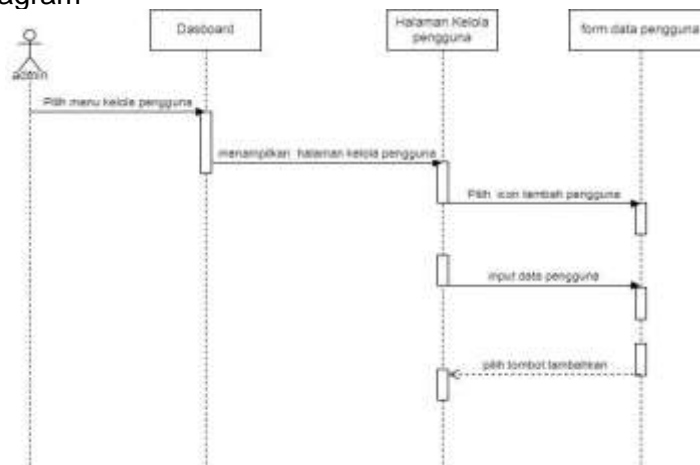 agram
Dasboard
Halaman Kelola
pengguna
form data pengguna
admin
Pilih menu kelola pengguna
menampilkan halaman kelola pengguna
Pilih icon tambah pengguna
input data pengguna
pilih tombol tambahkan